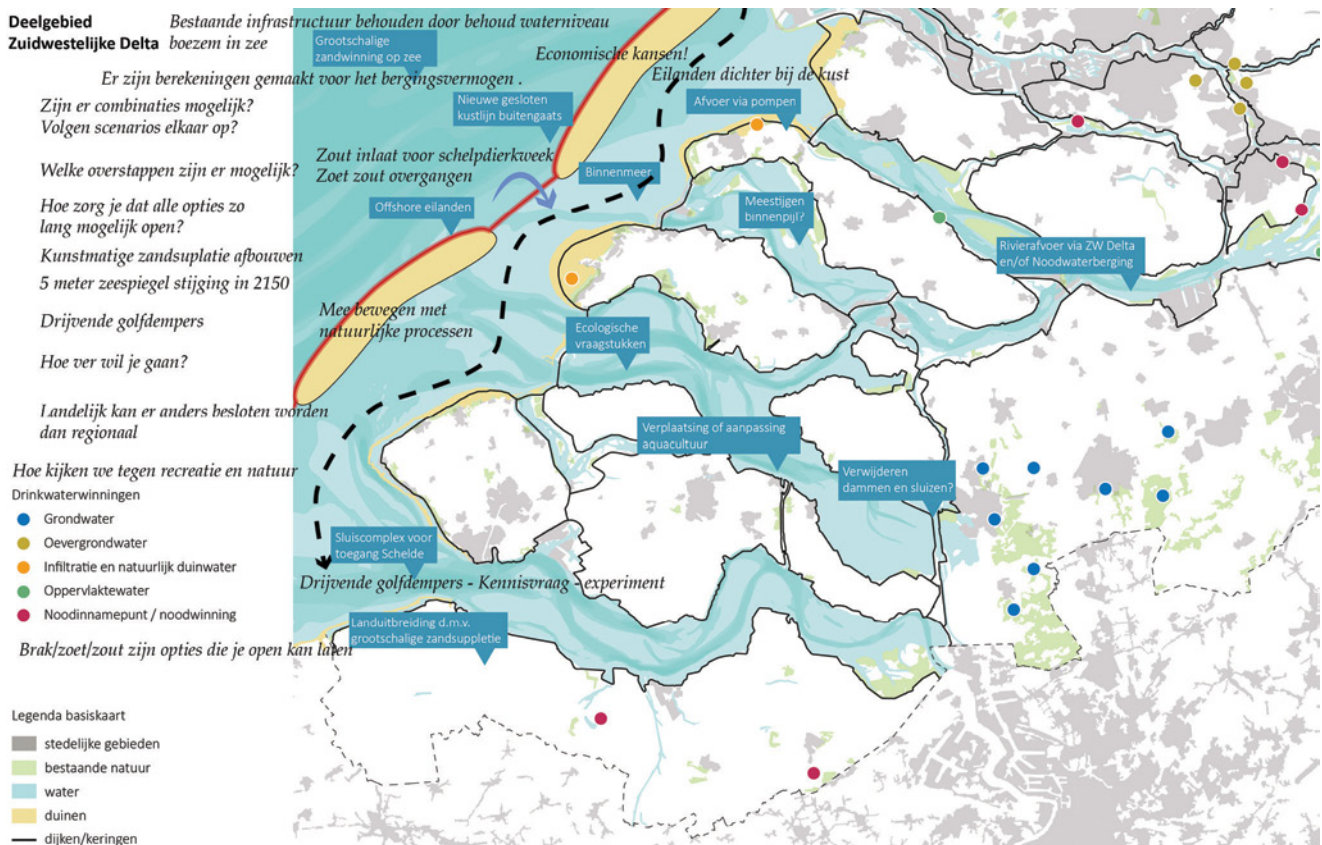 Deelgebied
Zuidwestelijke Delta
Bestaande infrastructuur behouden door behoud waterniveau
boezem in zee
Grootschalige
zandwinning op zee
Economische kansen!
Er zijn berekeningen gemaakt voor het bergingsvermogen .
Eilanden dichter bij de kust
Zijn er combinaties mogelijk?
Volgen scenarios elkaar op?
Nieuwe gesloten
kustlijn buitengaats
Afvoer via pompen
Zout inlaat voor schelpdierkweek
Zoet zout overgangen
Welke overstappen zijn er mogelijk?
Binnenmeer
Hoe zorg je dat alle opties zo
lang mogelijk open?
Offshore eilanden
Meestijgen
binnenpijl?
Rivierafvoer via ZW Delta
en/of Noodwaterberging
Kunstmatige zandsuplatie afbouwen
5 meter zeespiegel stijging in 2150
Mee bewegen met
natuurlijke processen
Drijvende golfdempers
Ecologische
vraagstukken
Hoe ver wil je gaan?
Landelijk kan er anders besloten worden
dan regionaal
Verplaatsing of aanpassing
aquacultuur
Verwijderen
dammen en sluizen?
Hoe kijken we tegen recreatie en natuur
Drinkwaterwinningen
Grondwater
Oevergrondwater
Infiltratie en natuurlijk duinwater
Oppervlaktewater
Noodinnamepunt / noodwinning
Sluiscomplex voor
toegang Schelde
Drijvende golfdempers - Kennisvraag - experiment
Landuitbreiding d.m.v.
grootschalige zandsuppletie
Brak/zoet/zout zijn opties die je open kan laten
Legenda basiskaart
stedelijke gebieden
bestaande natuur
water
duinen
dijken/keringen